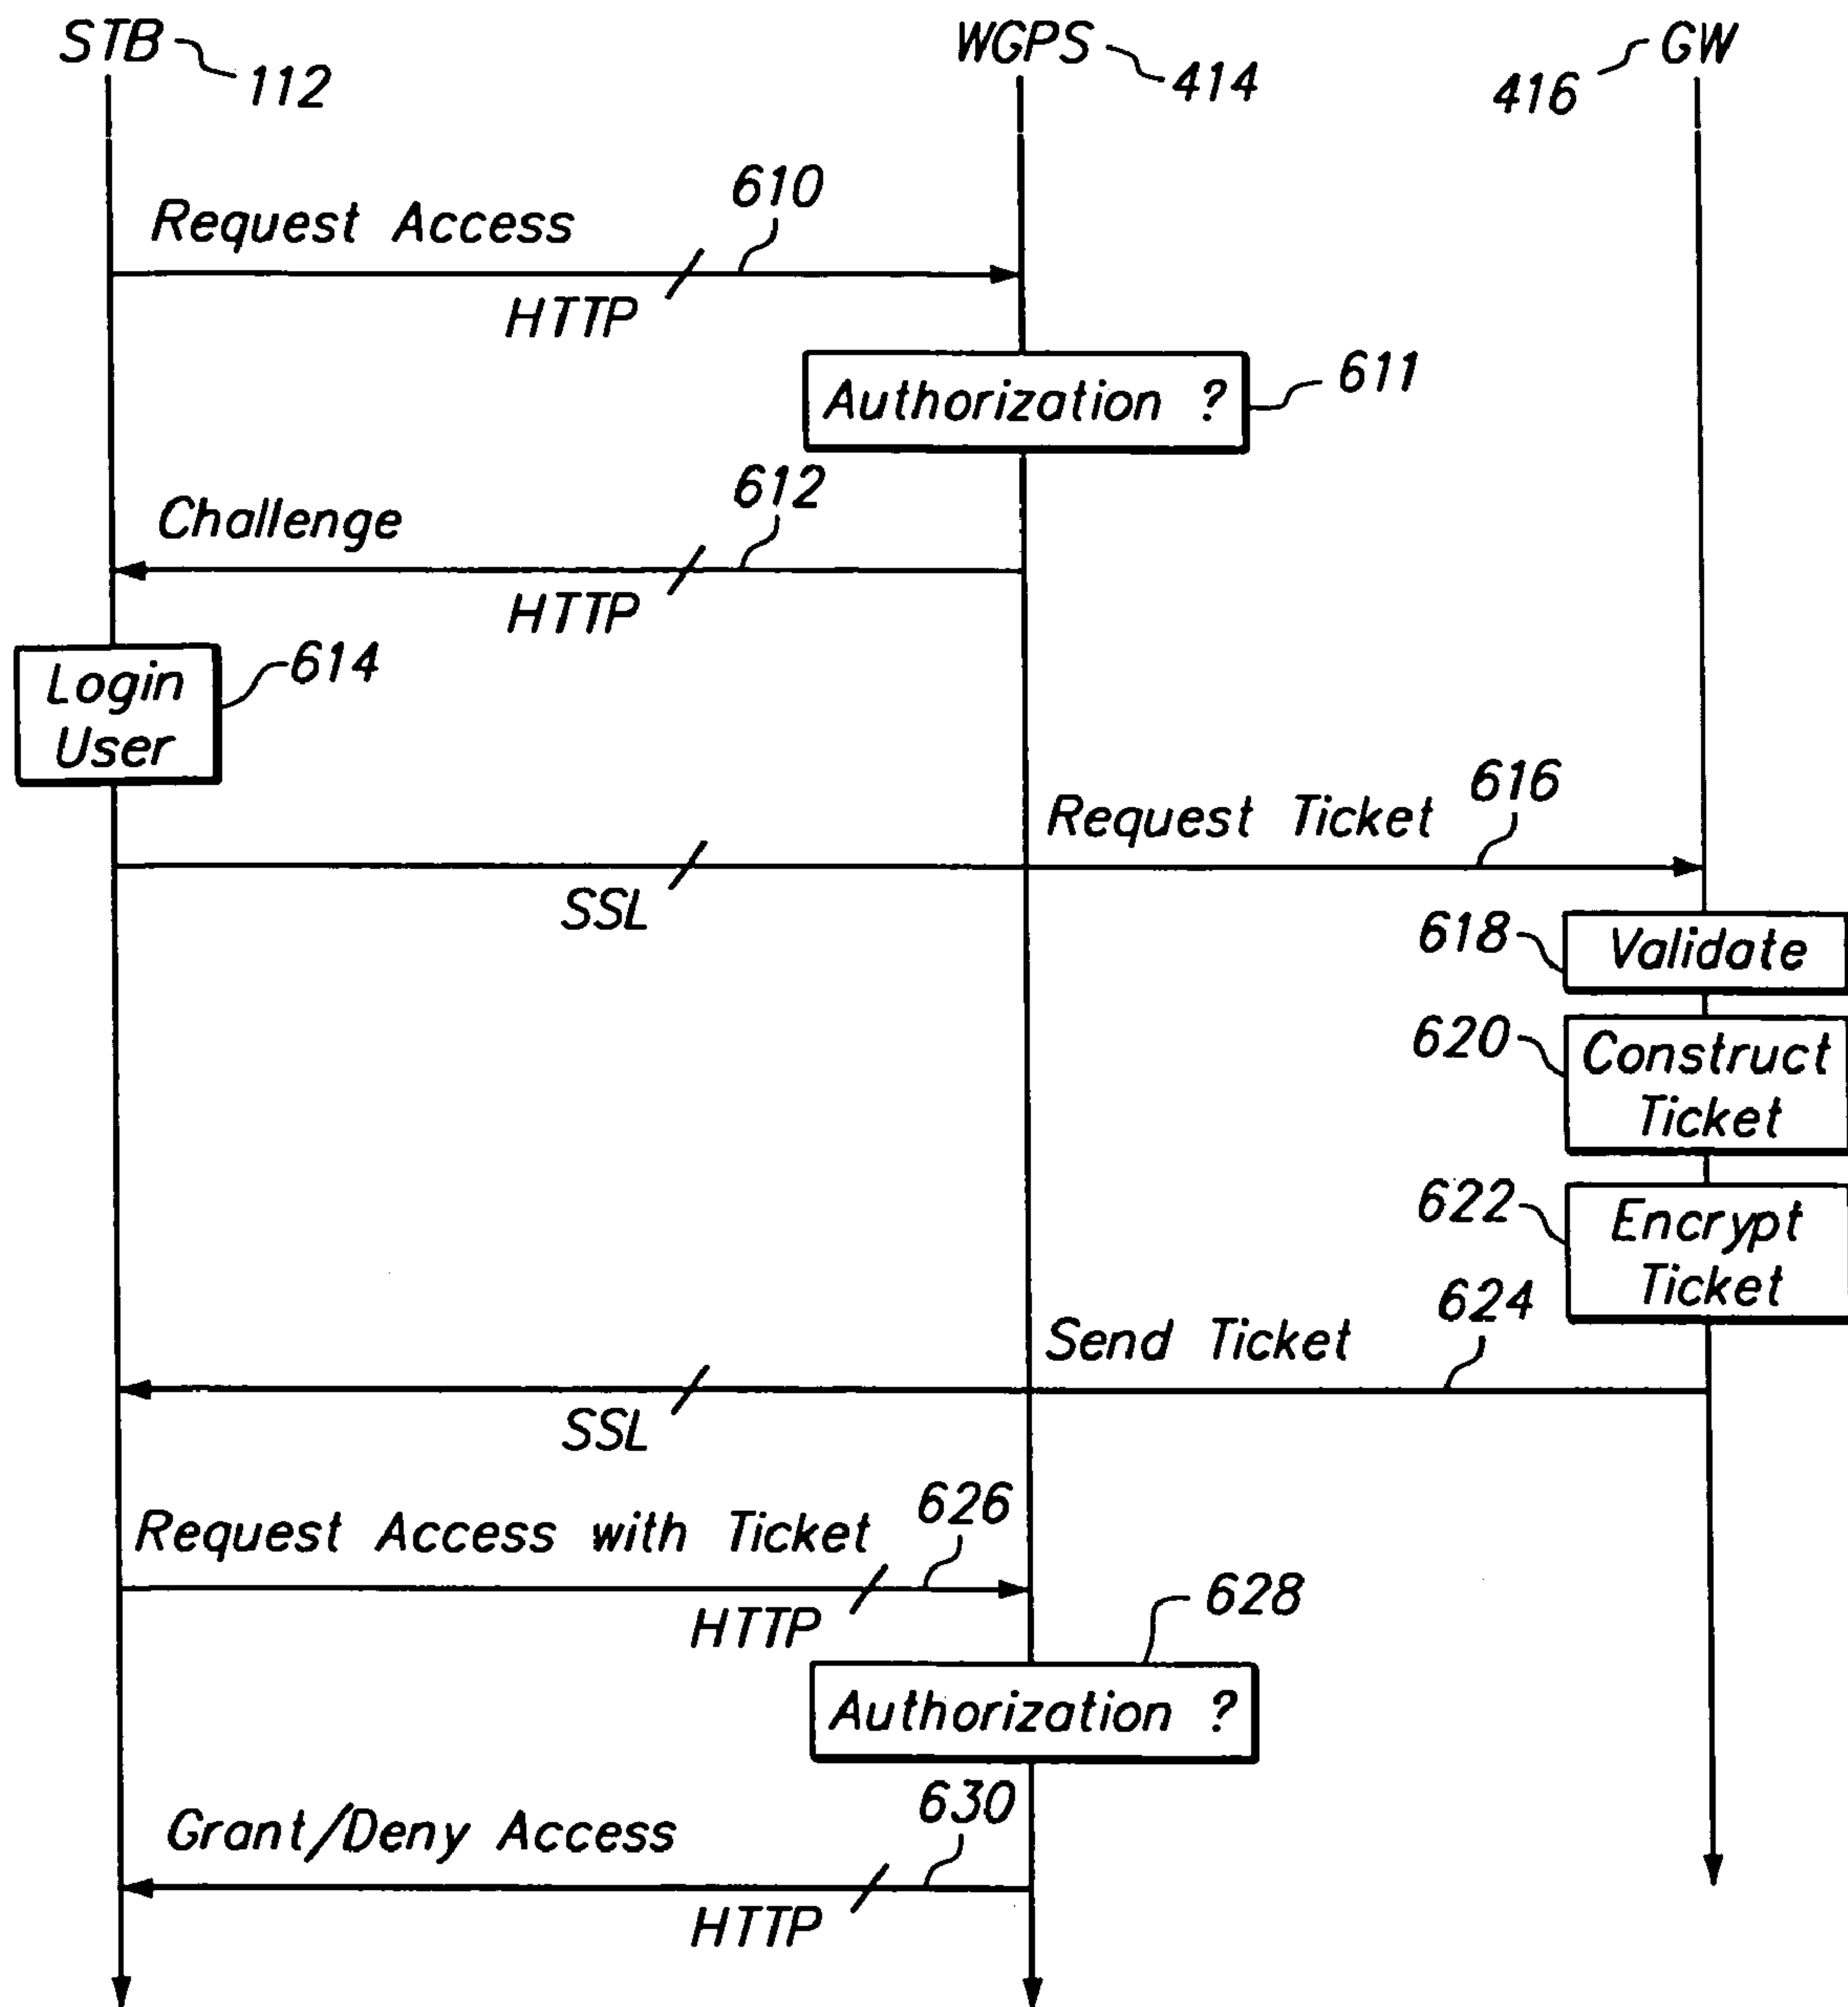 STB
112
WGPS
414
416
GW
Request Access
610
HTTP
Authorization ?
611
Challenge
612
HTTP
Login
User
614
Request Ticket
616
SSL
618
Validate
620
Construct
Ticket
622
Encrypt
Ticket
Send Ticket
624
SSL
Request Access with Ticket
626
HTTP
628
Authorization ?
Grant/Deny Access
630
HTTP